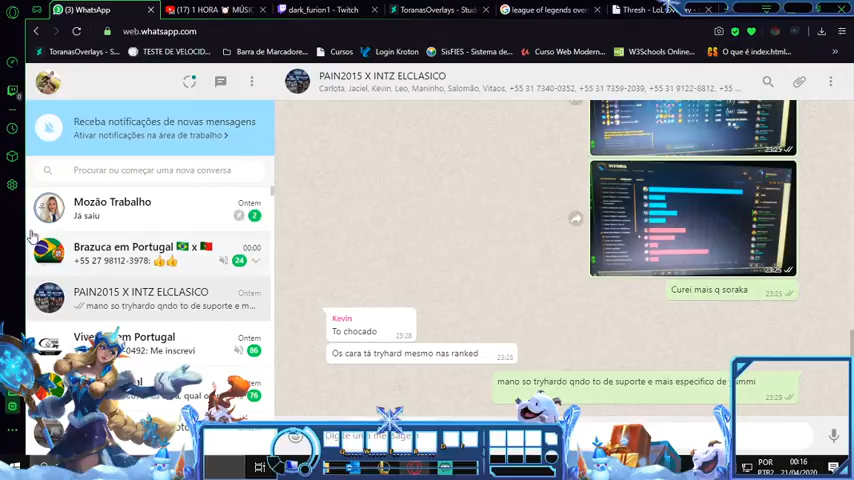 (3) WhatsApp
1 HORA
dark_furion1 - Twitch
ToranasOverlays - Stud
league of legends over
Thresh - LoL
web.whatsapp.com
ToranasOverlays - S...
TESTE DE VELOCID...
Barra de Marcadore...
Cursos
Login Kroton
SisFIES - Sistema de...
Curso Web Modern...
W3Schools Onlin...
O que é index.html...
PAIN2015 X INTZ ELCLASICO
Carlota, Jaciel, Kevin, Leo, Maninho, Salomão, Vitaos, +55 31 7340-0352, +55 31 7359-2039, +55 31 9122-8812, +55 ...
Receba notificações de novas mensagens
Ativar notificações na área de trabalho
Procurar ou começar uma nova conversa
Mozão Trabalho
Ontem
Já saiu
2
Brazuca em Portugal x
00:00
+55 27 98112-3978:
24
PAIN2015 X INTZ ELCLASICO
Ontem
mano so tryhardo qndo to de suporte e m...
Portugal
Ontem
-0492: Me inscrevi
86
Ontem
76
23:25
VITÓRIA
23:25
Curei mais q soraka
23:25
Kevin
To chocado
23:28
Os cara tá tryhard mesmo nas ranked
23:28
mano so tryhardo qndo to de suporte e mais especifico de
23:29
POR
PTB2
00:16
21/04/2020